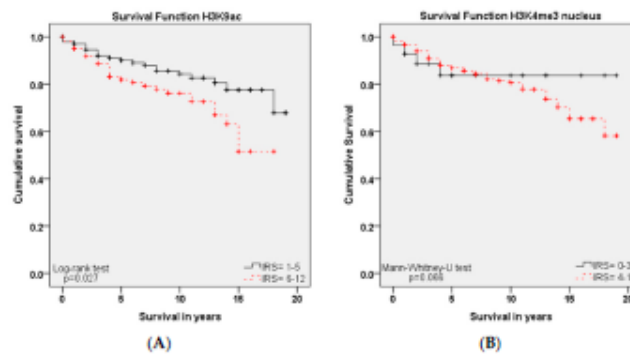 Survival Function H3K9ac
Survival Function H3K4me3 nucleus
1.0
0.8
0.6
0.4
0.2
0.0
Cumulative survival
Log-rank test
p=0.027
IRS= 1-5
IRS= 6-12
0 5 10 15 20
Survival in years
(A)
1.0
0.8
0.6
0.4
0.2
0.0
Cumulative Survival
Mann-Whitney-U test
p=0.066
IRS= 0-3
IRS= 4-1
0 5 10 15 20
Survival in years
(B)